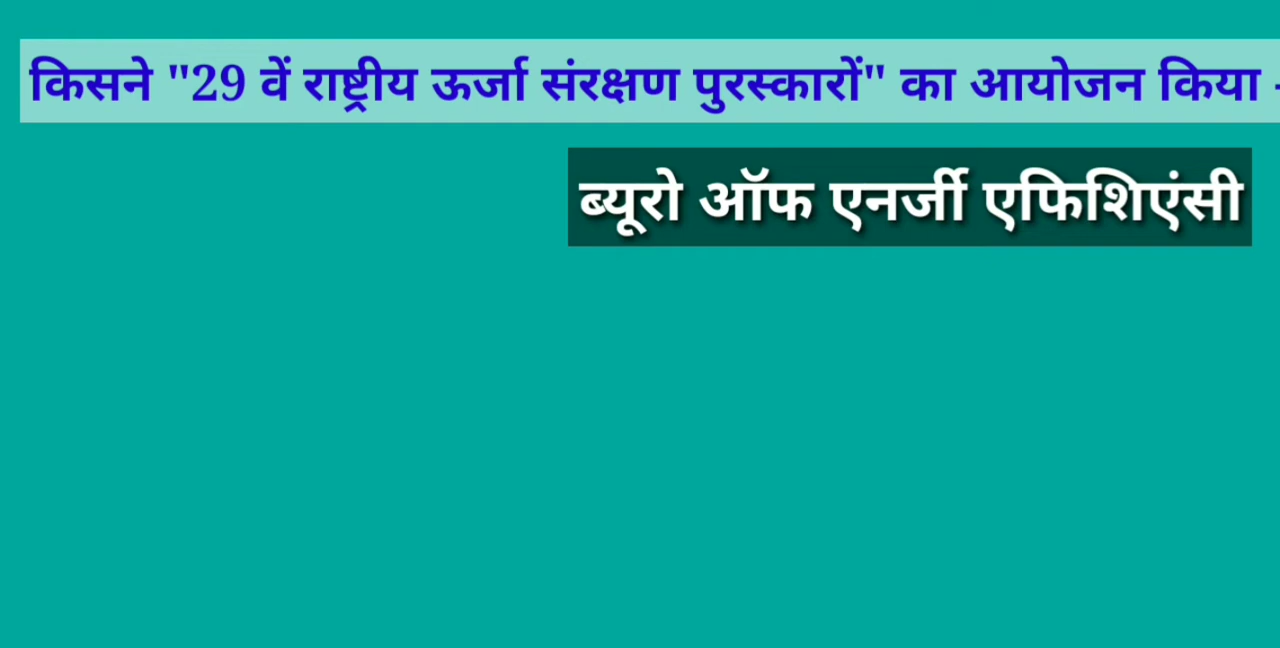 किसने "29 वें राष्ट्रीय ऊर्जा संरक्षण पुरस्कारों" का आयोजन किया -
ब्यूरो ऑफ एनर्जी एफिशिएंसी